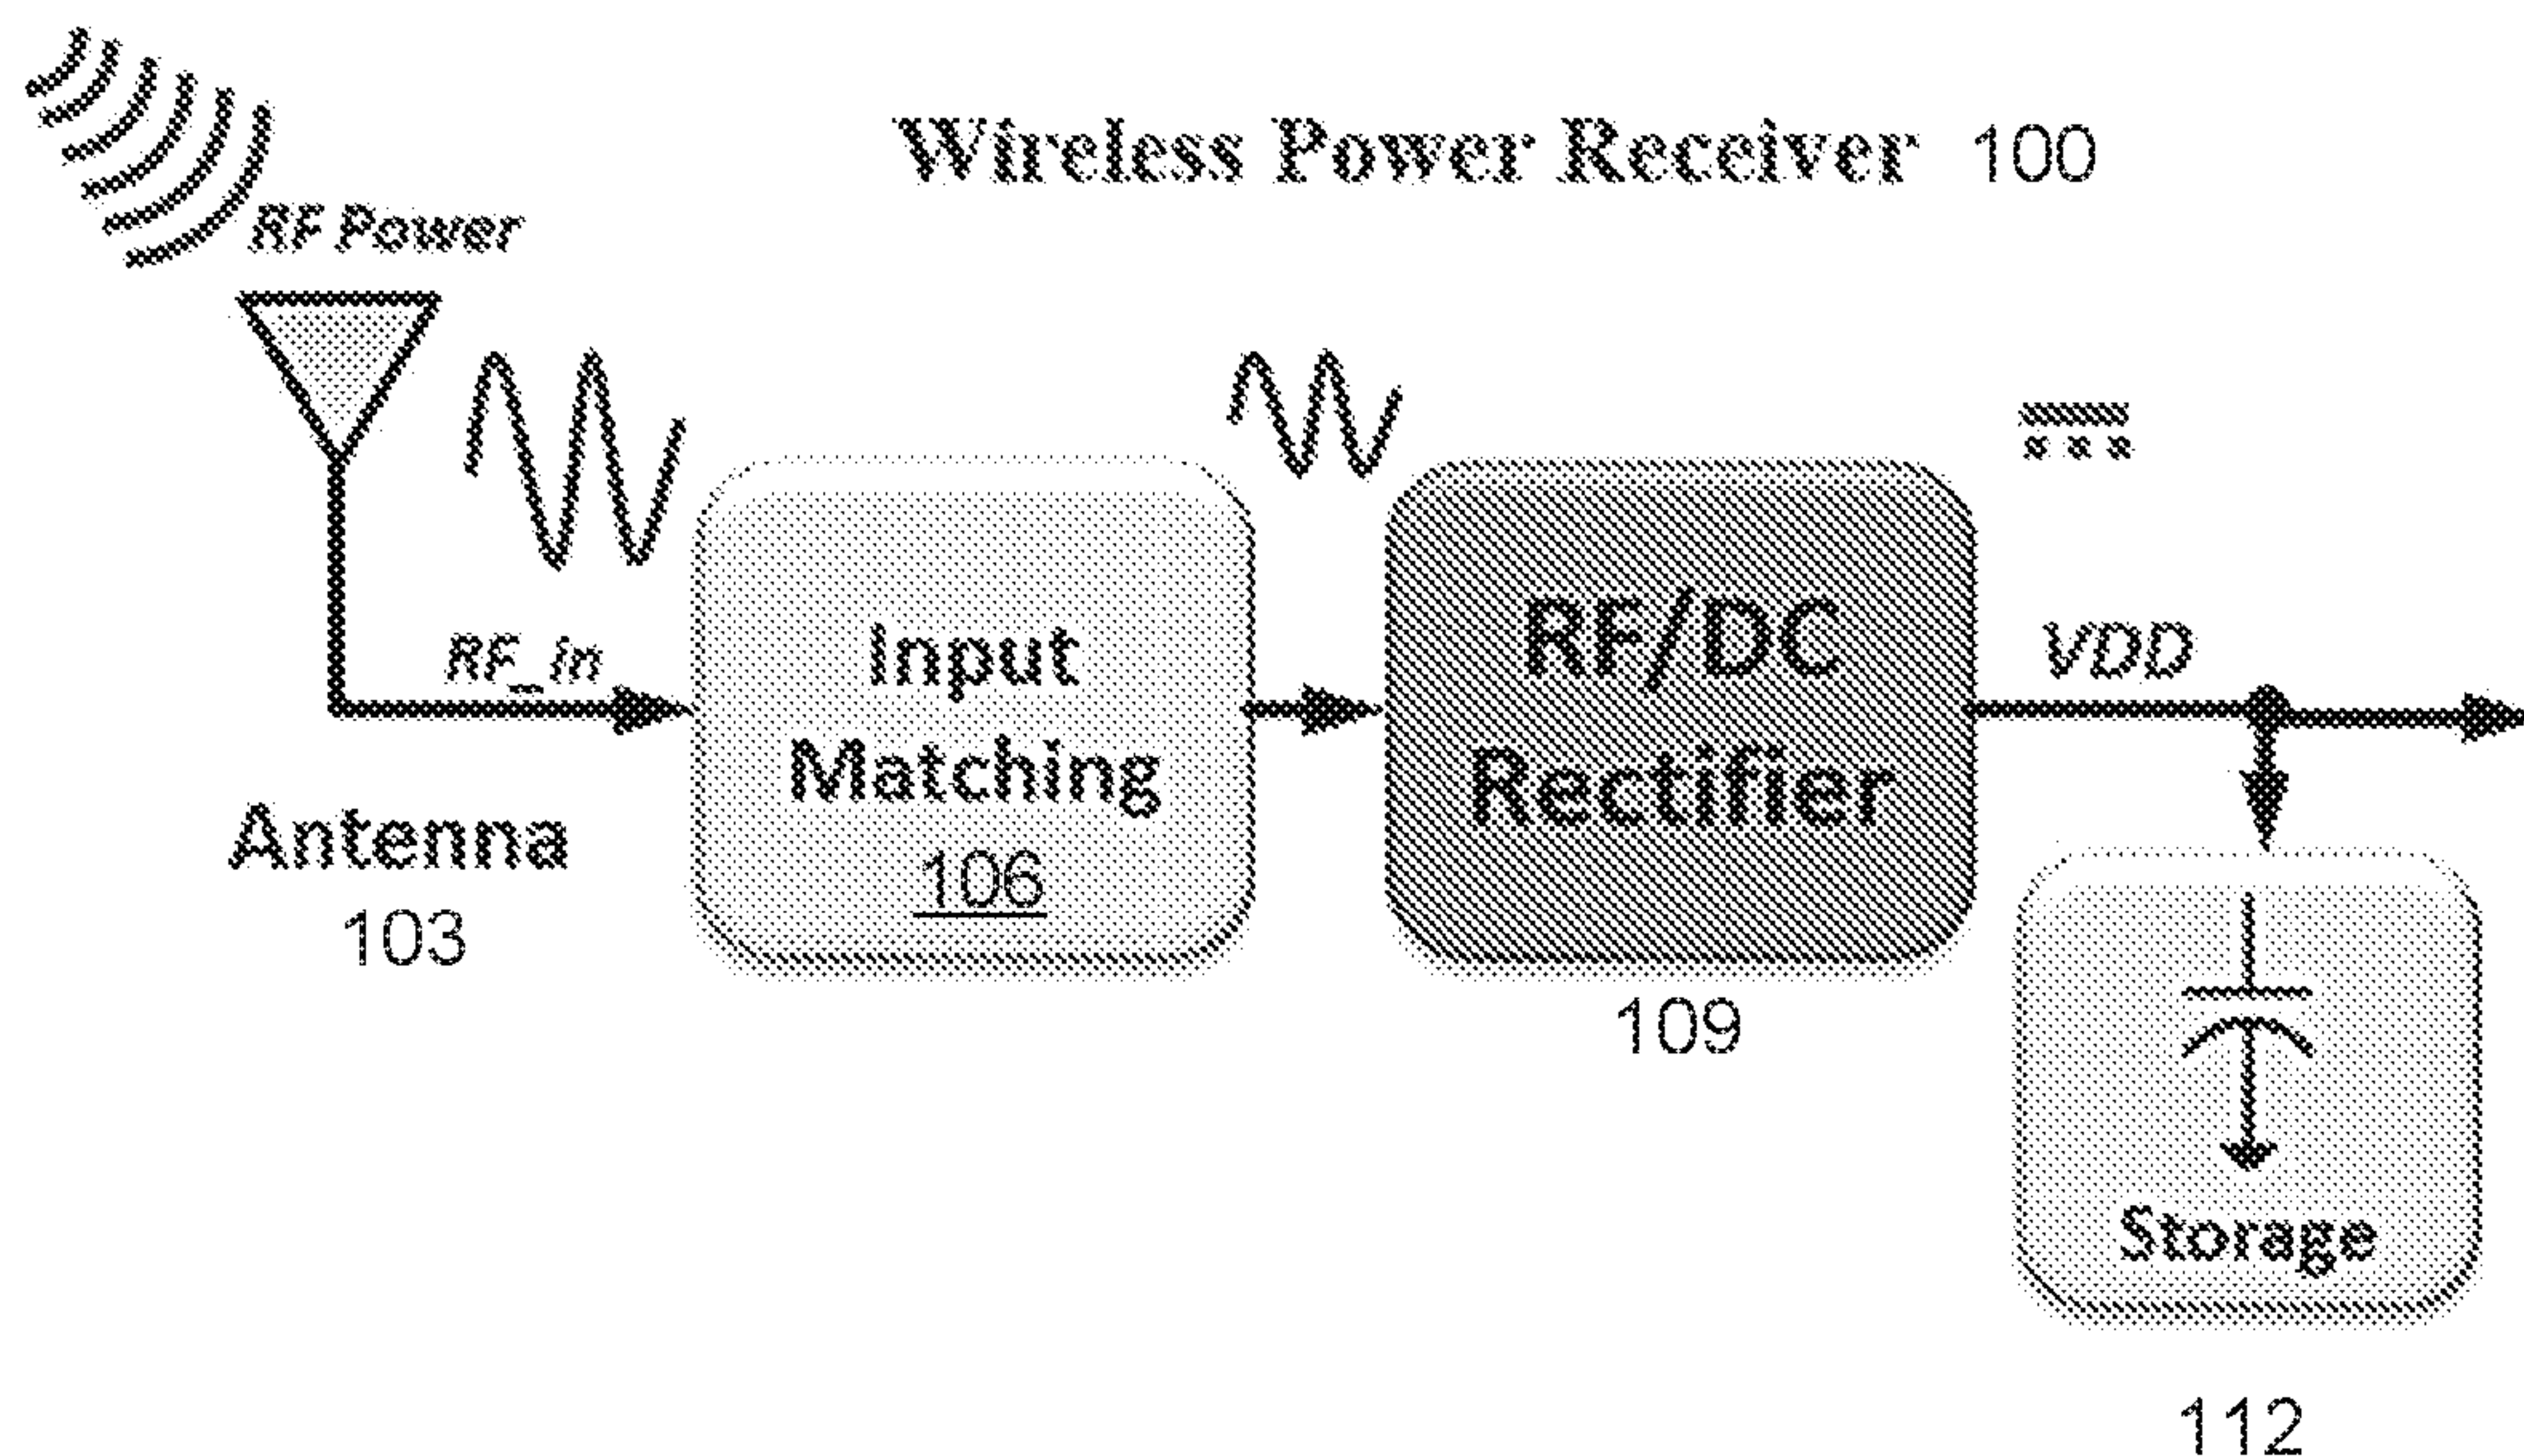 Wireless Power Receiver 100
RF Power
RF_in
Antenna
103
Input
Matching
106
RF/DC
Rectifier
109
VDD
Storage
112